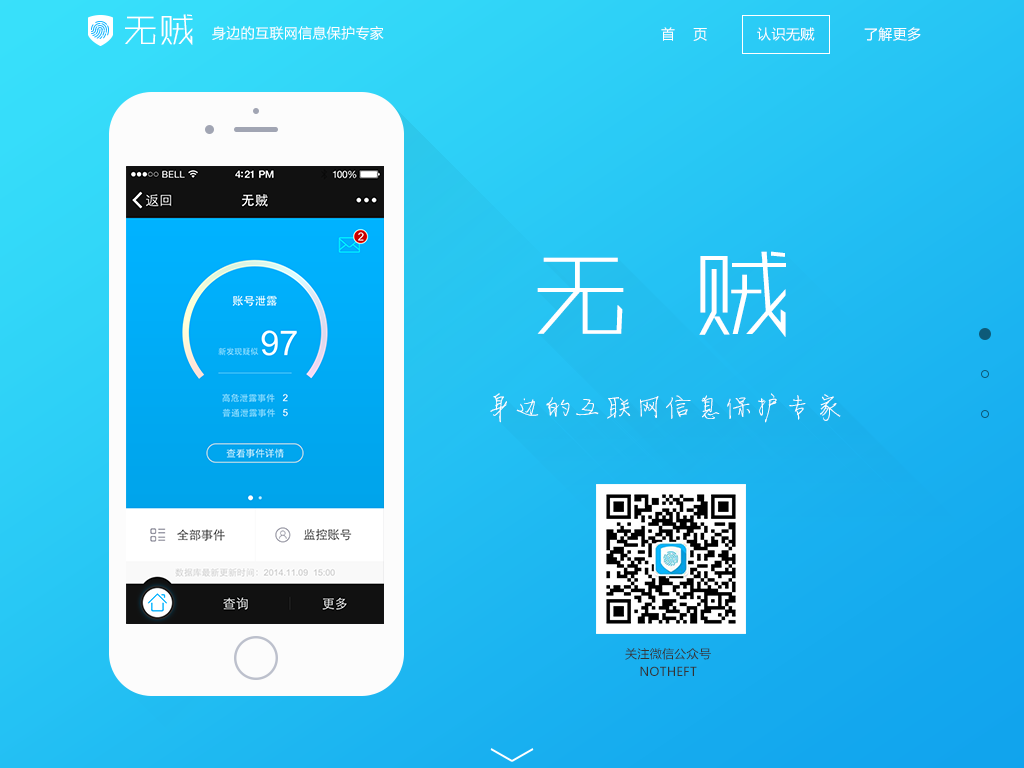 无贼 身边的互联网信息保护专家
首 页 认识无贼 了解更多
BELL 4:21 PM 100%
返回 无贼
2
账号泄露
新发现疑似 97
高危泄露事件 2
普通泄露事件 5
查看事件详情
全部事件 监控账号
数据库最新更新时间：2014.11.09 15:00
查询 更多
无 贼
身边的互联网信息保护专家
关注微信公众号
NOTHEFT